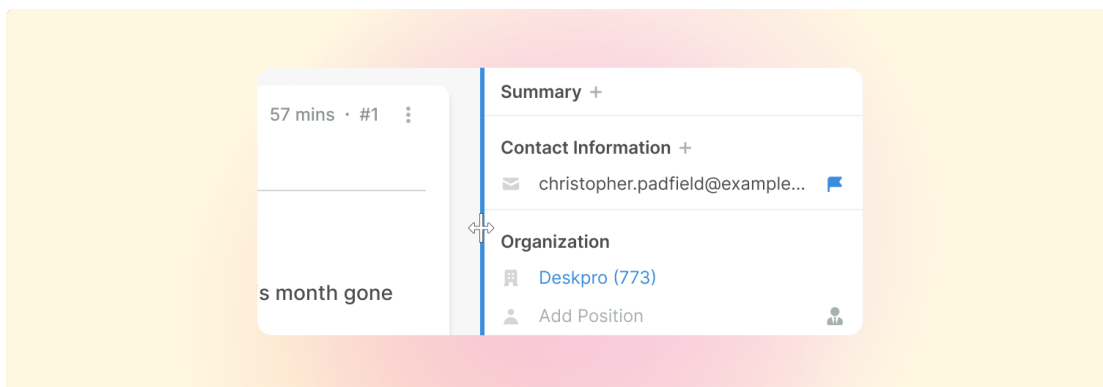 57 mins · #1
's month gone
Summary +
Contact Information +
christopher.padfield@example...
Organization
Deskpro (773)
Add Position